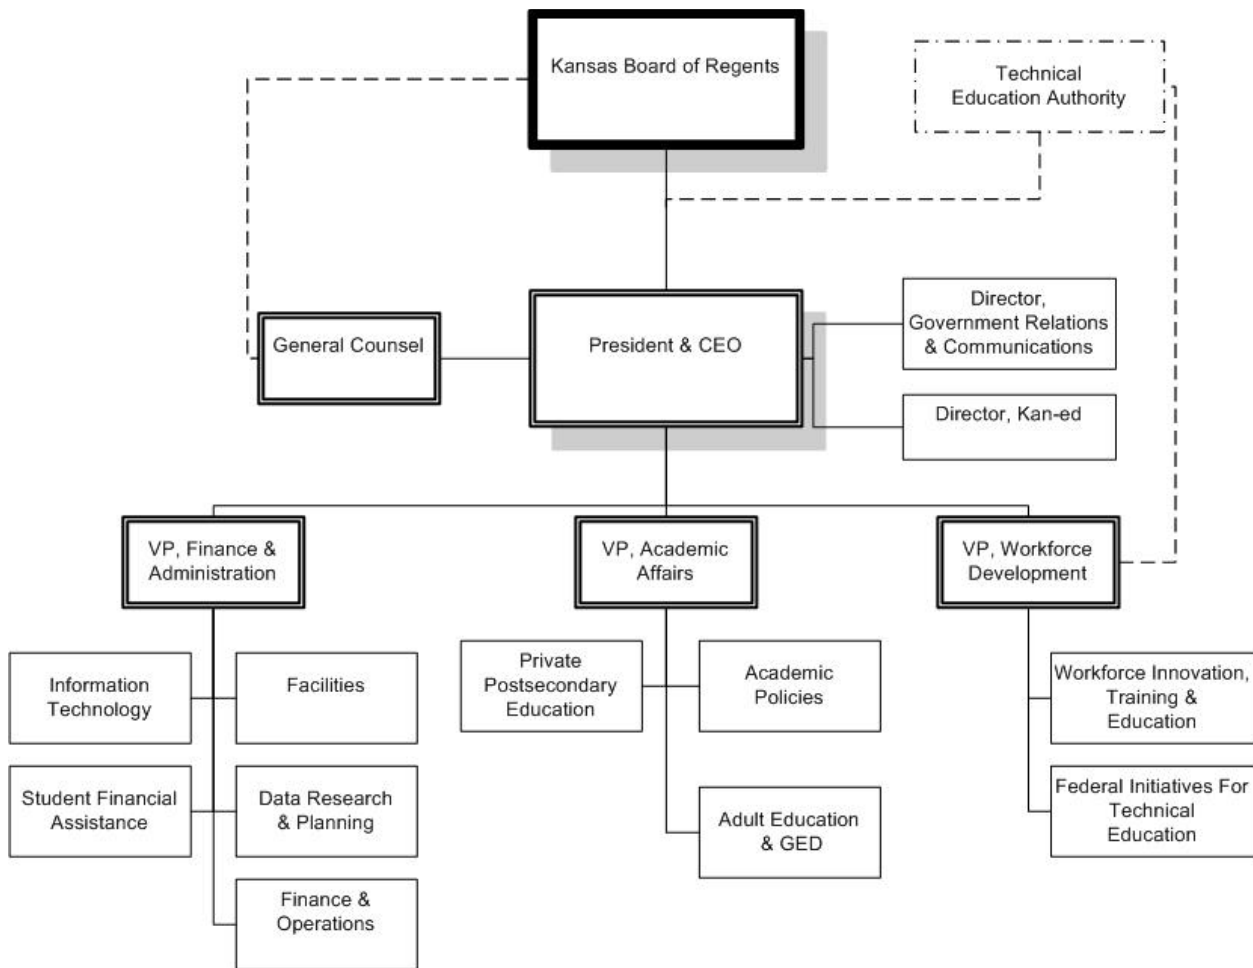 Kansas Board of Regents
Technical
Education Authority
General Counsel
President & CEO
Director,
Government Relations
& Communications
Director, Kan-ed
VP, Finance &
Administration
VP, Academic
Affairs
VP, Workforce
Development
Information
Technology
Facilities
Private
Postsecondary
Education
Academic
Policies
Workforce Innovation,
Training &
Education
Student Financial
Assistance
Data Research
& Planning
Adult Education
& GED
Federal Initiatives For
Technical
Education
Finance &
Operations